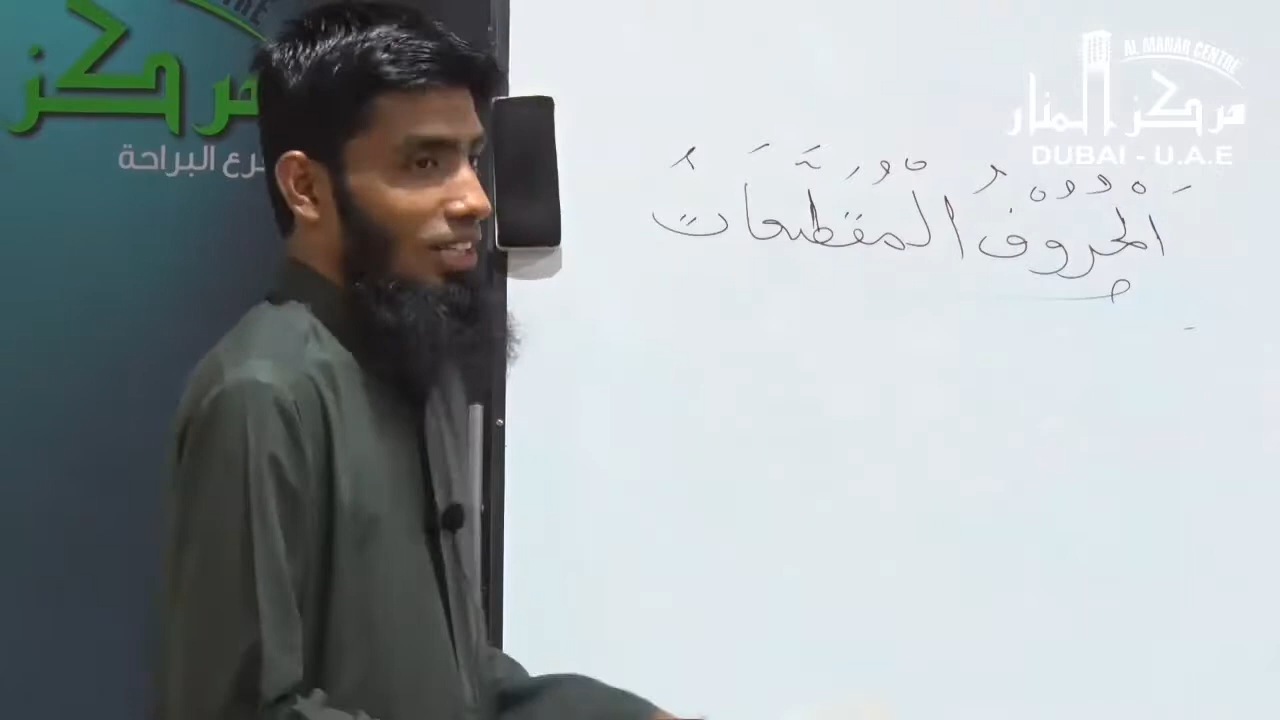 اَلْحُرُوْفُ الْمُقَطَّعَاتُ
AL MANAR CENTRE
مركز المنار
DUBAI - U.A.E
مركز
فرع البراحة